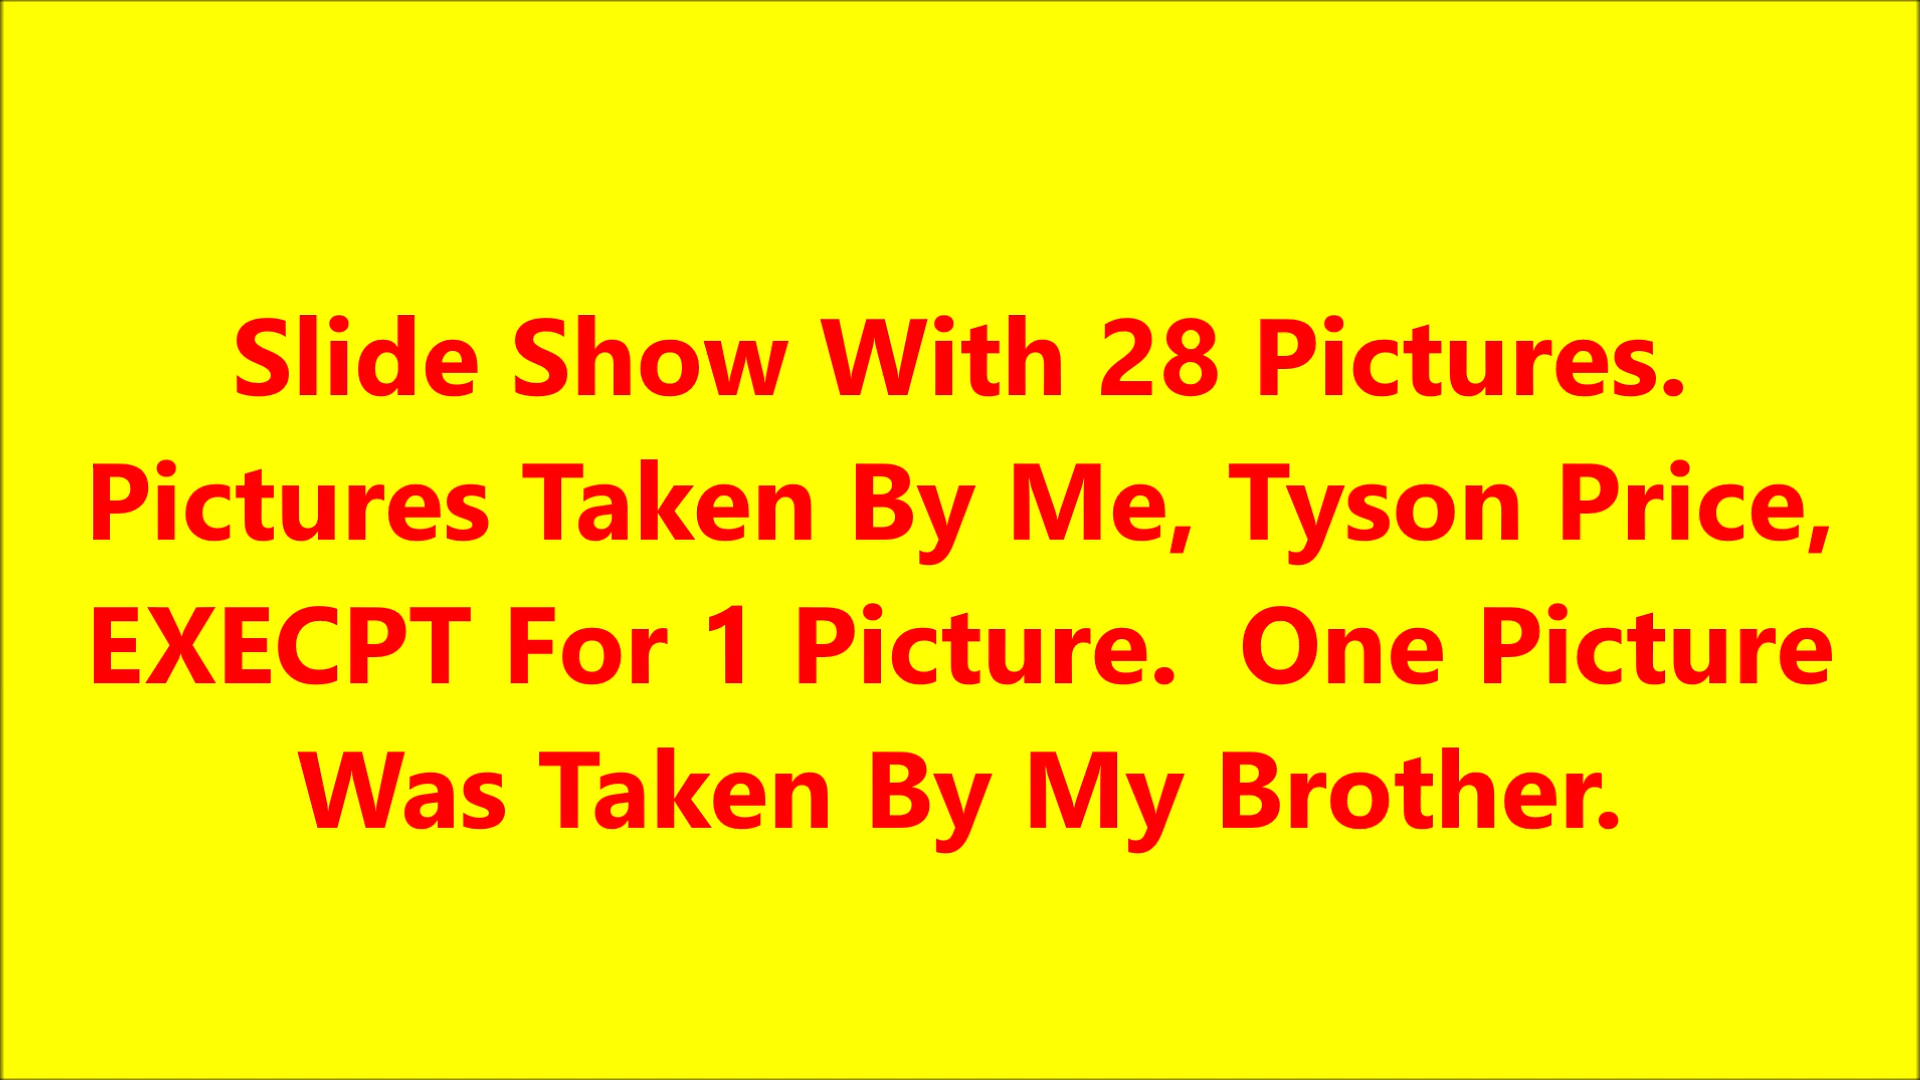 Slide Show With 28 Pictures.
Pictures Taken By Me, Tyson Price,
EXECPT For 1 Picture.  One Picture
Was Taken By My Brother.